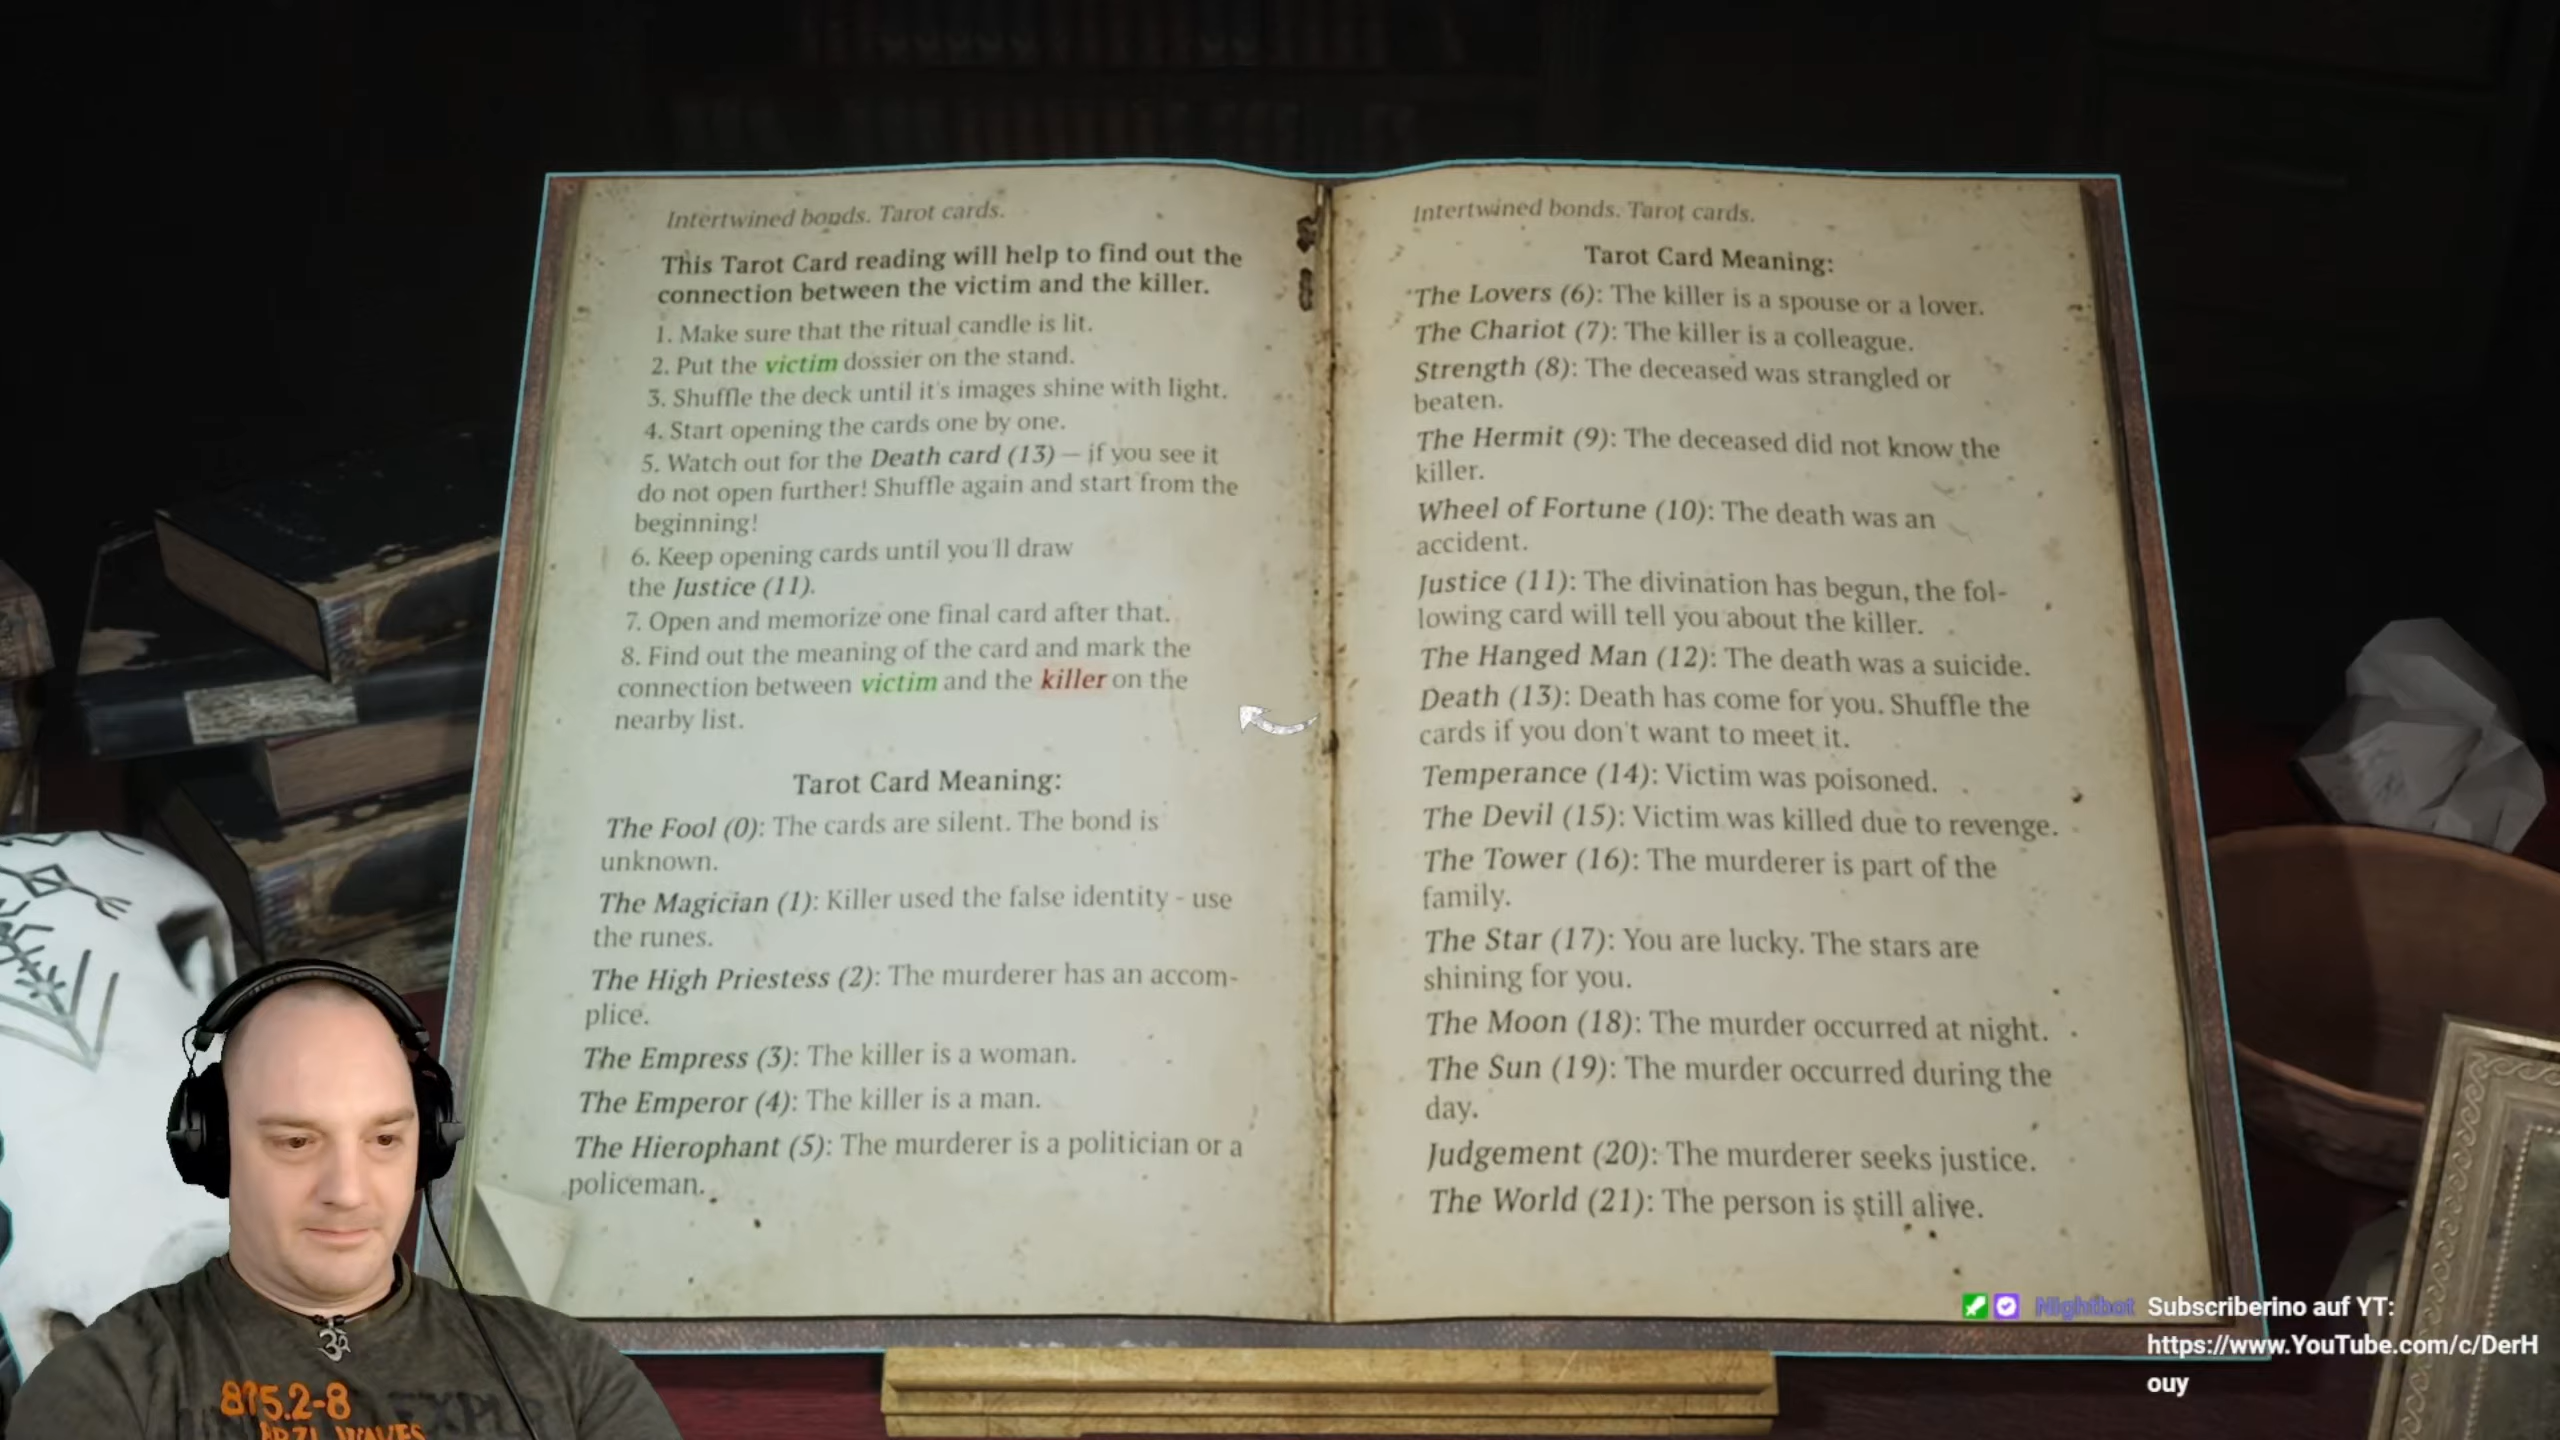 Intertwined bonds. Tarot cards.
This Tarot Card reading will help to find out the
connection between the victim and the killer.
1. Make sure that the ritual candle is lit.
2. Put the victim dossier on the stand.
3. Shuffle the deck until it's images shine with light.
4. Start opening the cards one by one.
5. Watch out for the Death card (13) — if you see it
do not open further! Shuffle again and start from the
beginning!
6. Keep opening cards until you'll draw
the Justice (11).
7. Open and memorize one final card after that.
8. Find out the meaning of the card and mark the
connection between victim and the killer on the
nearby list.
Tarot Card Meaning:
The Fool (0): The cards are silent. The bond is
unknown.
The Magician (1): Killer used the false identity - use
the runes.
The High Priestess (2): The murderer has an accom-
plice.
The Empress (3): The killer is a woman.
The Emperor (4): The killer is a man.
The Hierophant (5): The murderer is a politician or a
policeman.
Intertwined bonds. Tarot cards.
Tarot Card Meaning:
The Lovers (6): The killer is a spouse or a lover.
The Chariot (7): The killer is a colleague.
Strength (8): The deceased was strangled or
beaten.
The Hermit (9): The deceased did not know the
killer.
Wheel of Fortune (10): The death was an
accident.
Justice (11): The divination has begun, the fol-
lowing card will tell you about the killer.
The Hanged Man (12): The death was a suicide.
Death (13): Death has come for you. Shuffle the
cards if you don't want to meet it.
Temperance (14): Victim was poisoned.
The Devil (15): Victim was killed due to revenge.
The Tower (16): The murderer is part of the
family.
The Star (17): You are lucky. The stars are
shining for you.
The Moon (18): The murder occurred at night.
The Sun (19): The murder occurred during the
day.
Judgement (20): The murderer seeks justice.
The World (21): The person is still alive.
Nightbot Subscriberino auf YT:
https://www.YouTube.com/c/DerH
ouy
875.2-8